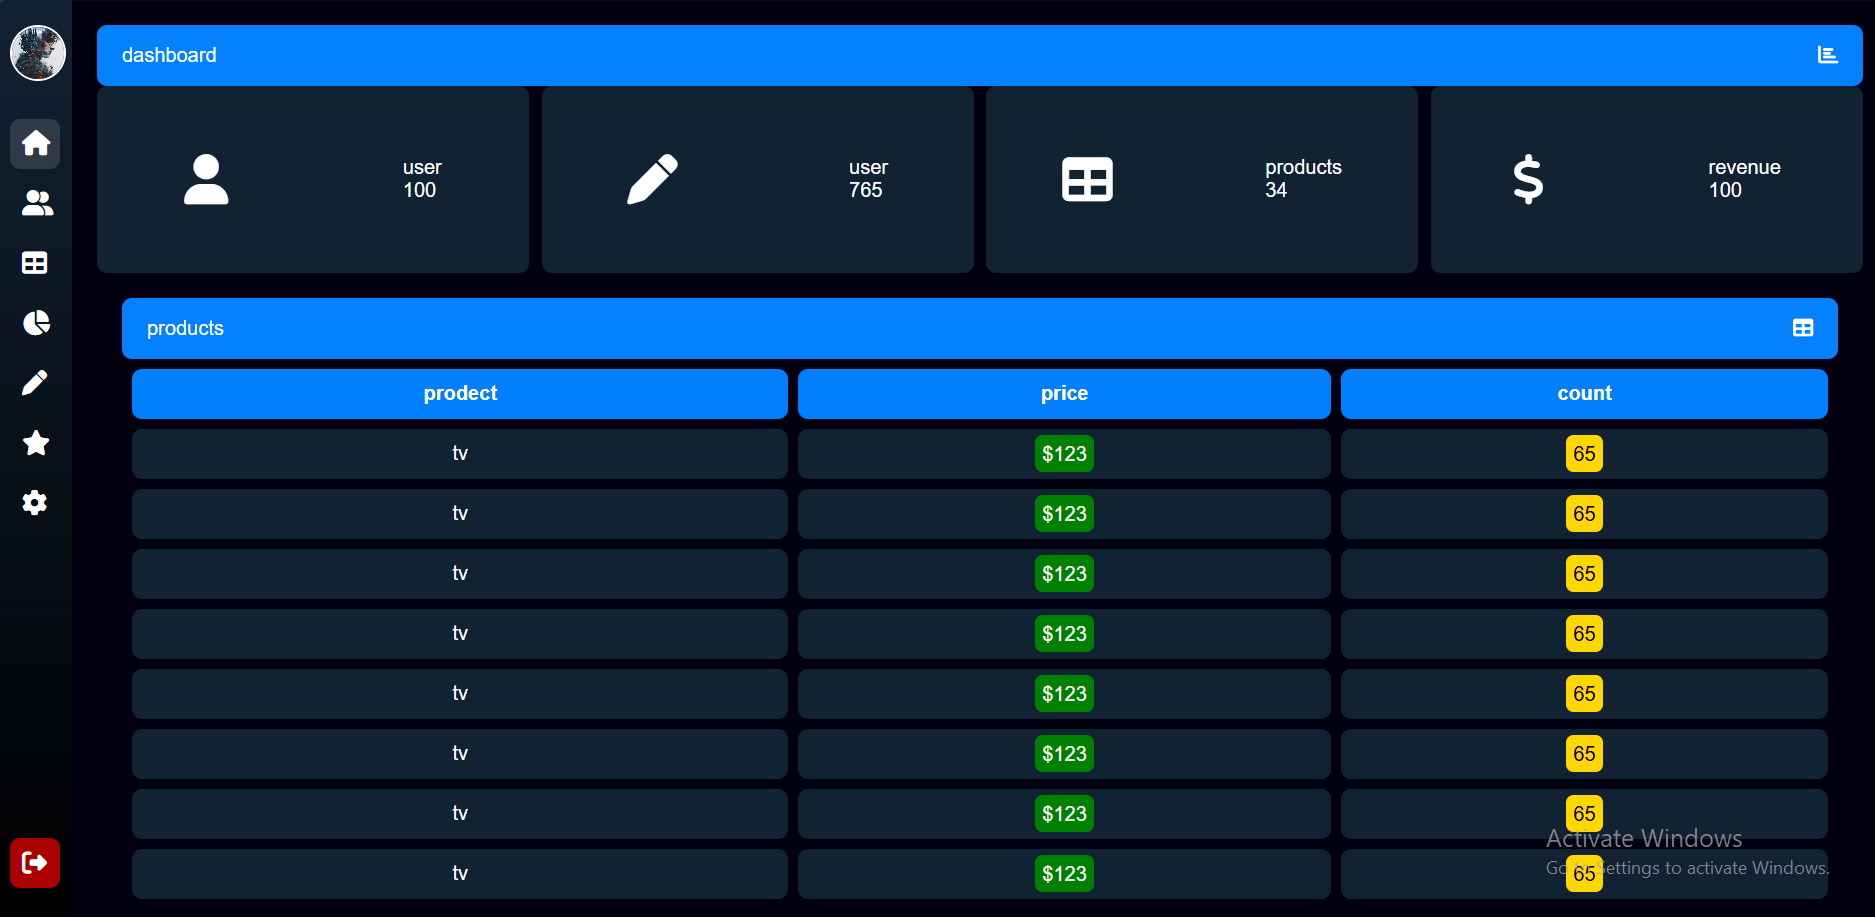 dashboard
user
100
user
765
products
34
revenue
100
products
prodect price count
tv $123 65
tv $123 65
tv $123 65
tv $123 65
tv $123 65
tv $123 65
tv $123 65
tv $123 65
Activate Windows
Go to Settings to activate Windows.